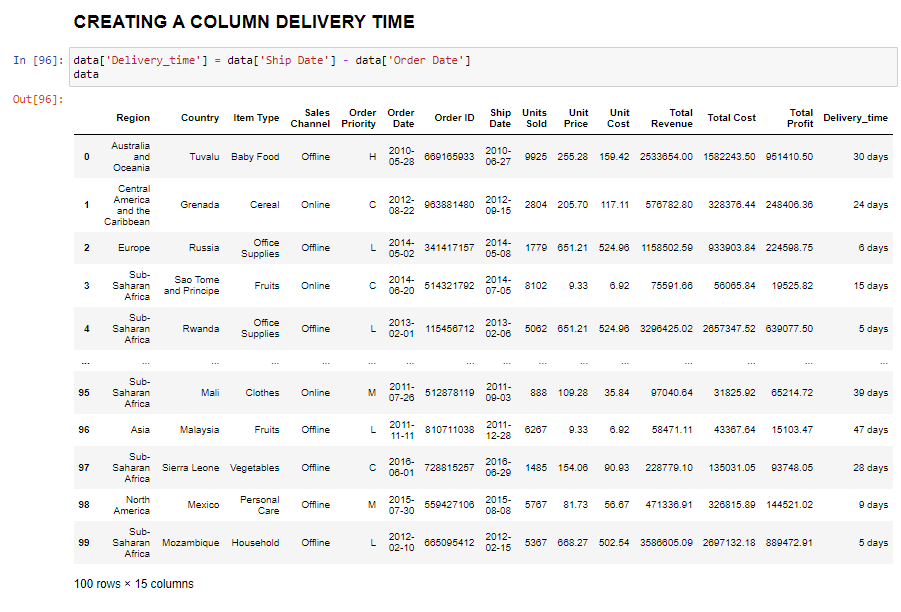 CREATING A COLUMN DELIVERY TIME
In [96]: data['Delivery_time'] = data['Ship Date'] - data['Order Date']
data
Out[96]:
Region Country Item Type Sales Channel Order Priority Order Date Order ID Ship Date Units Sold Unit Price Unit Cost Total Revenue Total Cost Total Profit Delivery_time
0 Australia and Oceania Tuvalu Baby Food Offline H 2010-05-28 669165933 2010-06-27 9925 255.28 159.42 2533654.00 1582243.50 951410.50 30 days
1 Central America and the Caribbean Grenada Cereal Online C 2012-08-22 963881480 2012-09-15 2804 205.70 117.11 576782.80 328376.44 248406.36 24 days
2 Europe Russia Office Supplies Offline L 2014-05-02 341417157 2014-05-08 1779 651.21 524.96 1158502.59 933903.84 224598.75 6 days
3 Sub-Saharan Africa Sao Tome and Principe Fruits Online C 2014-06-20 514321792 2014-07-05 8102 9.33 6.92 75591.66 56065.84 19525.82 15 days
4 Sub-Saharan Africa Rwanda Office Supplies Offline L 2013-02-01 115456712 2013-02-06 5062 651.21 524.96 3296425.02 2657347.52 639077.50 5 days
... ... ... ... ... ... ... ... ... ... ... ... ... ... ... ...
95 Sub-Saharan Africa Mali Clothes Online M 2011-07-26 512878119 2011-09-03 888 109.28 35.84 97040.64 31825.92 65214.72 39 days
96 Asia Malaysia Fruits Offline L 2011-11-11 810711038 2011-12-28 6267 9.33 6.92 58471.11 43367.64 15103.47 47 days
97 Sub-Saharan Africa Sierra Leone Vegetables Offline C 2016-06-01 728815257 2016-06-29 1485 154.06 90.93 228779.10 135031.05 93748.05 28 days
98 North America Mexico Personal Care Offline M 2015-07-30 559427106 2015-08-08 5767 81.73 56.67 471336.91 326815.89 144521.02 9 days
99 Sub-Saharan Africa Mozambique Household Offline L 2012-02-10 665095412 2012-02-15 5367 668.27 502.54 3586605.09 2697132.18 889472.91 5 days
100 rows × 15 columns